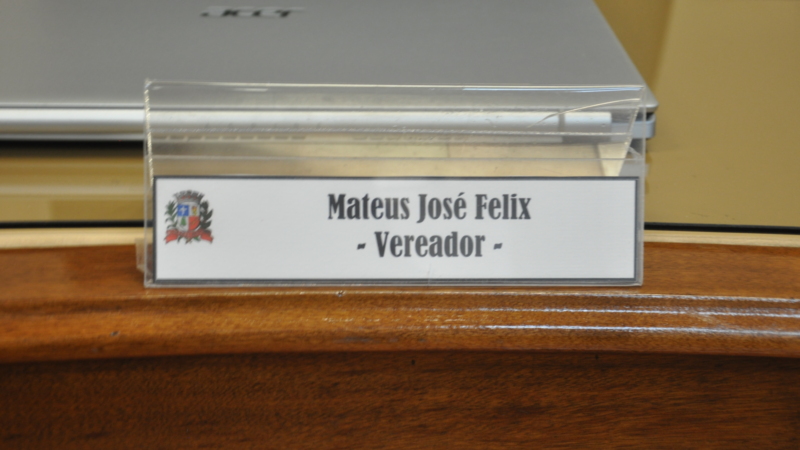 Mateus José Felix
- Vereador -